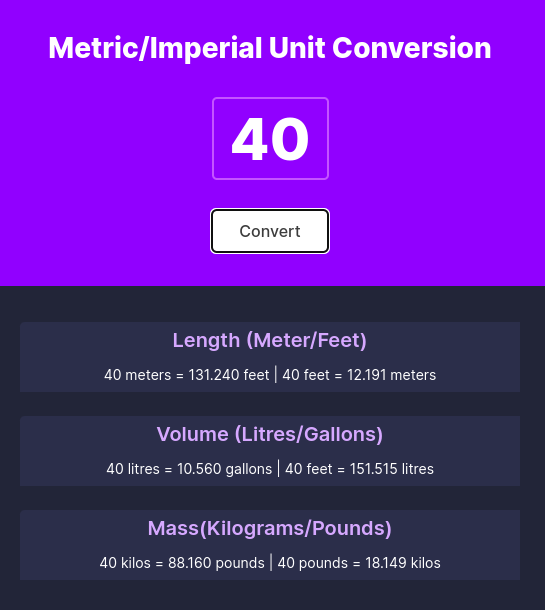 Metric/Imperial Unit Conversion
40
Convert
Length (Meter/Feet)
40 meters = 131.240 feet | 40 feet = 12.191 meters
Volume (Litres/Gallons)
40 litres = 10.560 gallons | 40 feet = 151.515 litres
Mass(Kilograms/Pounds)
40 kilos = 88.160 pounds | 40 pounds = 18.149 kilos